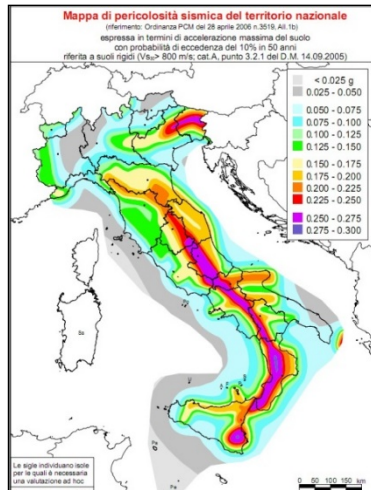 Mappa di pericolosità sismica del territorio nazionale
(riferimento: Ordinanza PCM del 28 aprile 2006 n.3519, All.1b)
espressa in termini di accelerazione massima del suolo
con probabilità di eccedenza del 10% in 50 anni
riferita a suoli rigidi (Vs₃₀> 800 m/s; cat.A, punto 3.2.1 del D.M. 14.09.2005)
< 0.025 g
0.025 - 0.050
0.050 - 0.075
0.075 - 0.100
0.100 - 0.125
0.125 - 0.150
0.150 - 0.175
0.175 - 0.200
0.200 - 0.225
0.225 - 0.250
0.250 - 0.275
0.275 - 0.300
Le sigle individuano isole
per le quali è necessaria
una valutazione ad hoc
0 50 100 150
km